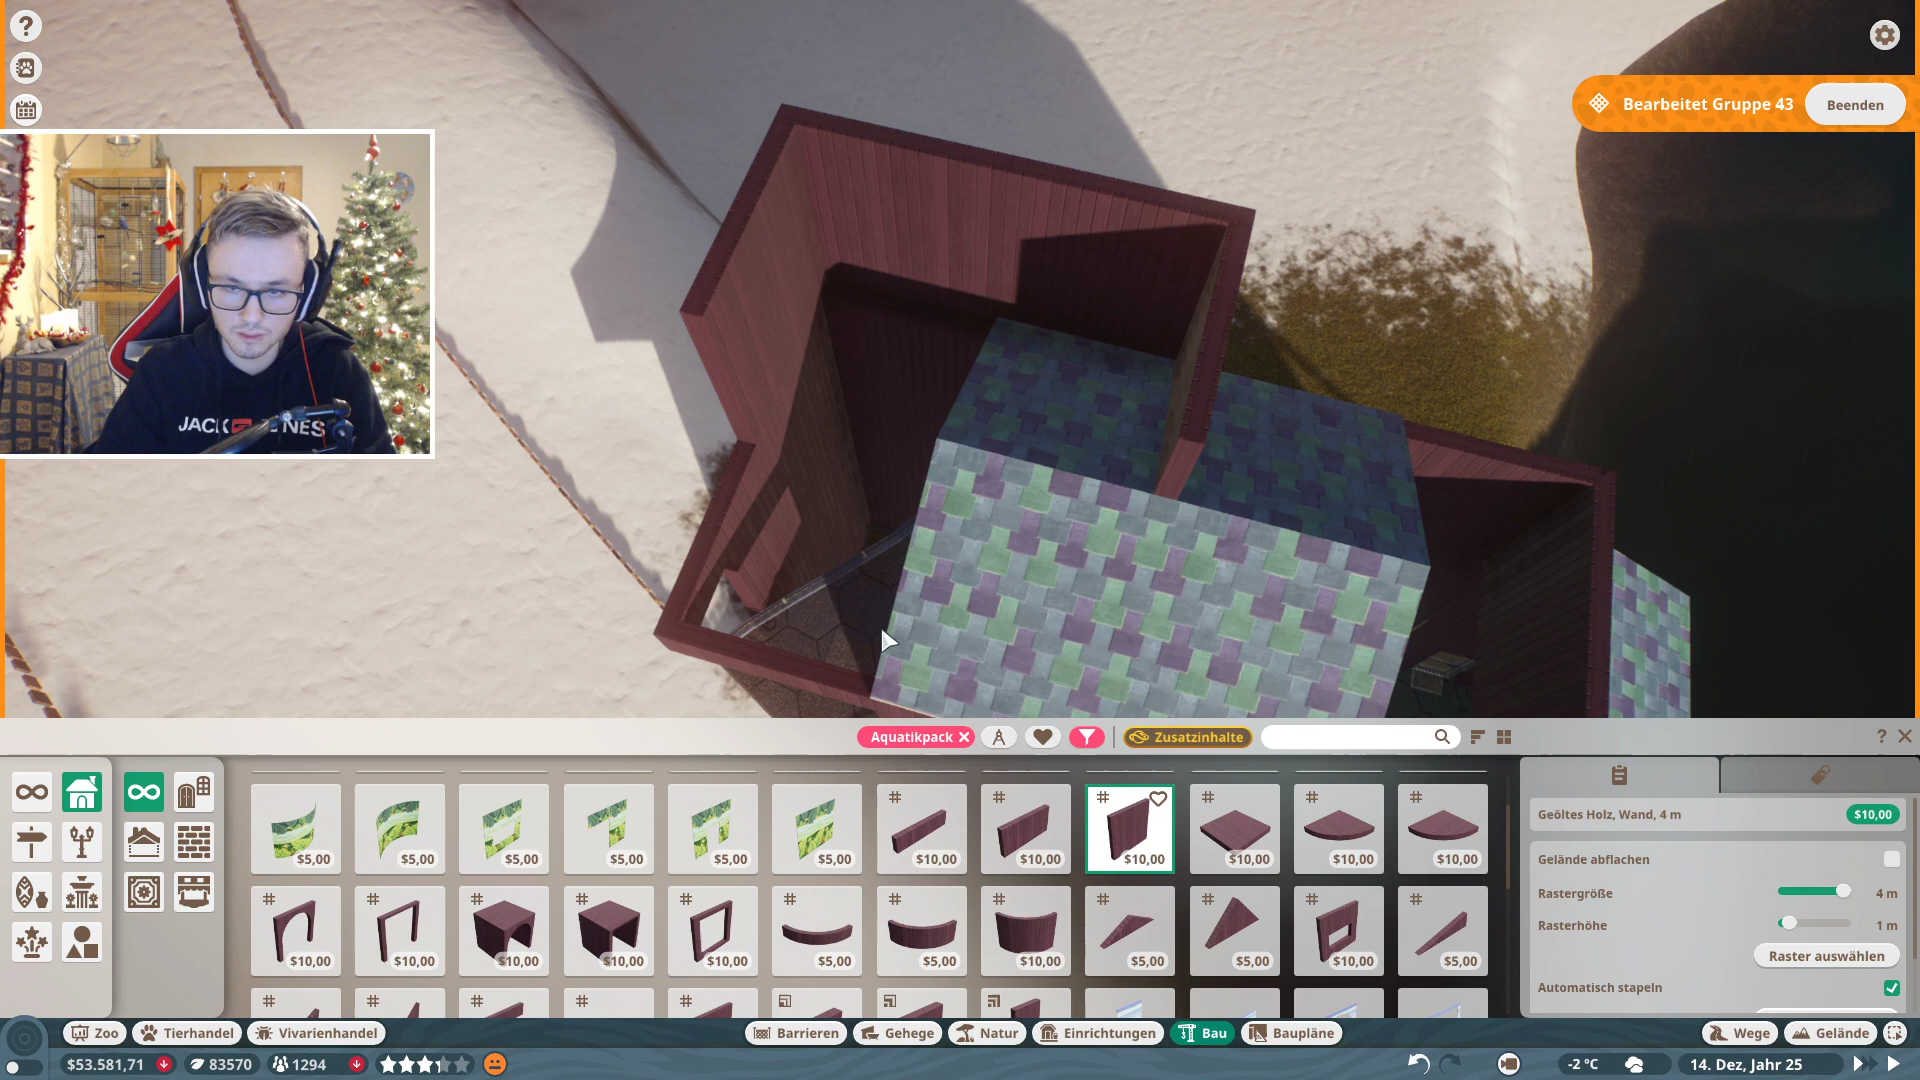 Bearbeitet Gruppe 43
Beenden
JACK
NES
Aquatikpack
Zusatzinhalte
?
$5,00 $5,00 $5,00 $5,00 $5,00 $5,00 $10,00 $10,00 $10,00 $10,00 $10,00 $10,00
$10,00 $10,00 $10,00 $10,00 $10,00 $5,00 $5,00 $10,00 $5,00 $5,00 $10,00 $5,00
Geöltes Holz, Wand, 4 m
$10,00
Gelände abflachen
Rastergröße
4 m
Rasterhöhe
1 m
Raster auswählen
Automatisch stapeln
Zoo
Tierhandel
Vivarienhandel
Barrieren
Gehege
Natur
Einrichtungen
Bau
Baupläne
Wege
Gelände
$53.581,71
83570
1294
-2 °C
14. Dez, Jahr 25